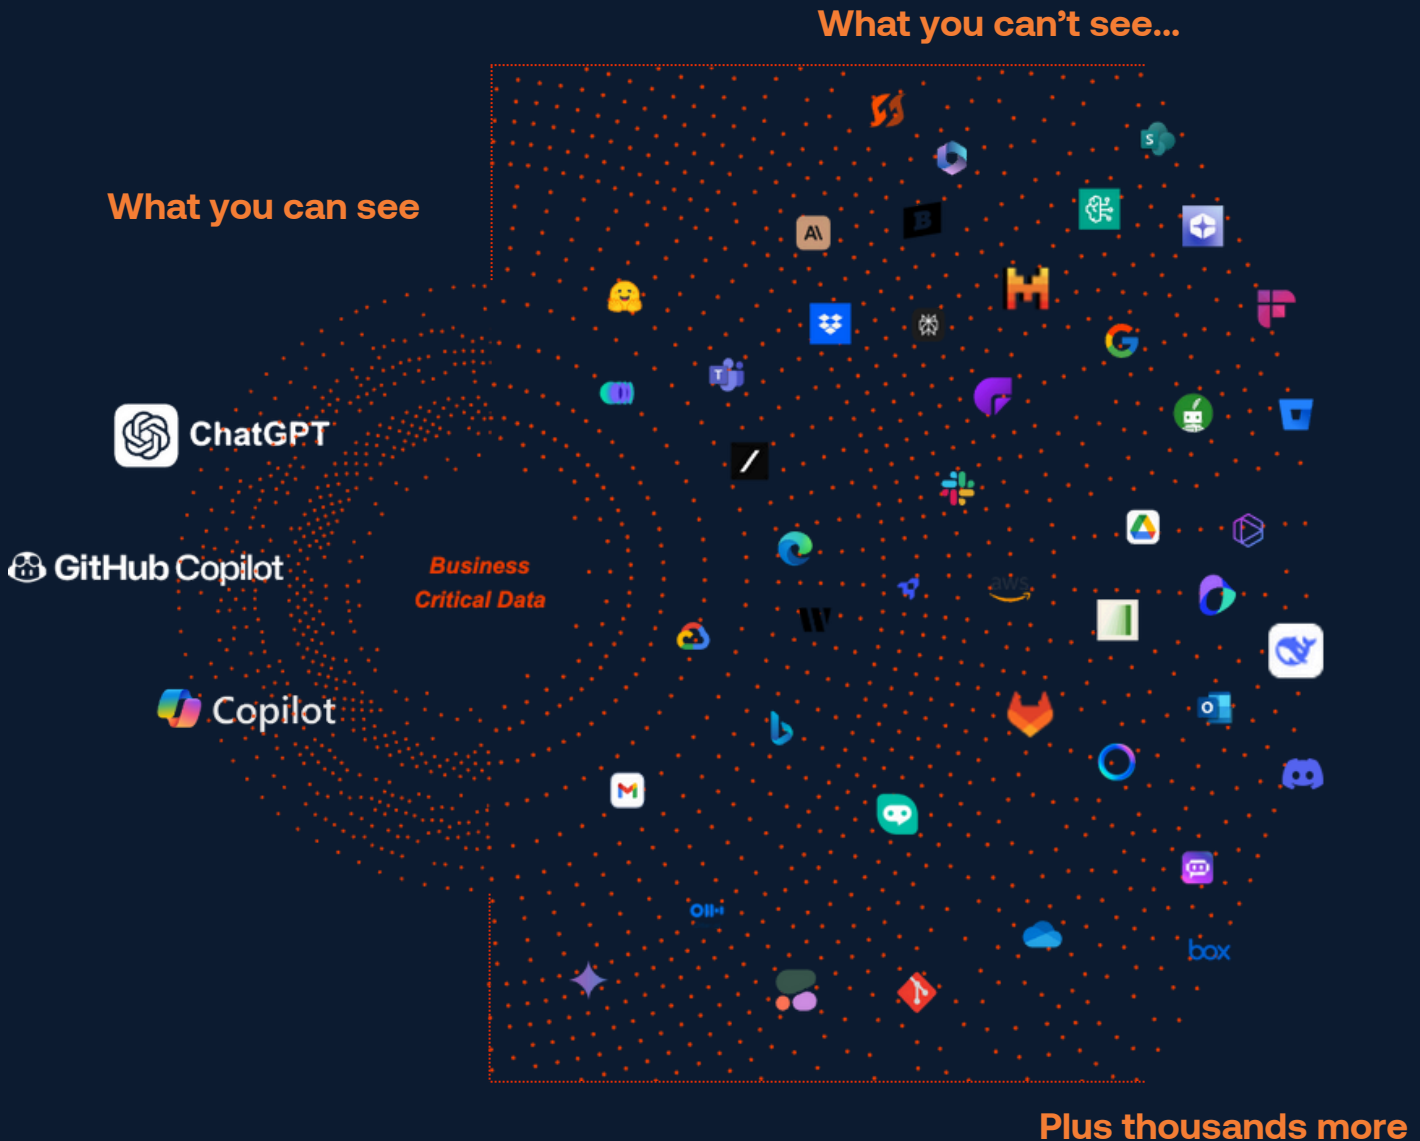 What you can't see...
What you can see
S
A\
B
T
ChatGPT
GitHub Copilot
Business
Critical Data
aws
Copilot
O
box
Plus thousands more